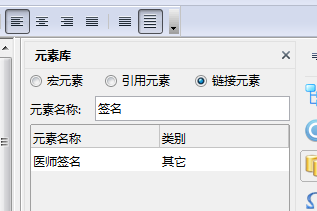 元素库
宏元素 引用元素 链接元素
元素名称: 签名
元素名称 类别
医师签名 其它